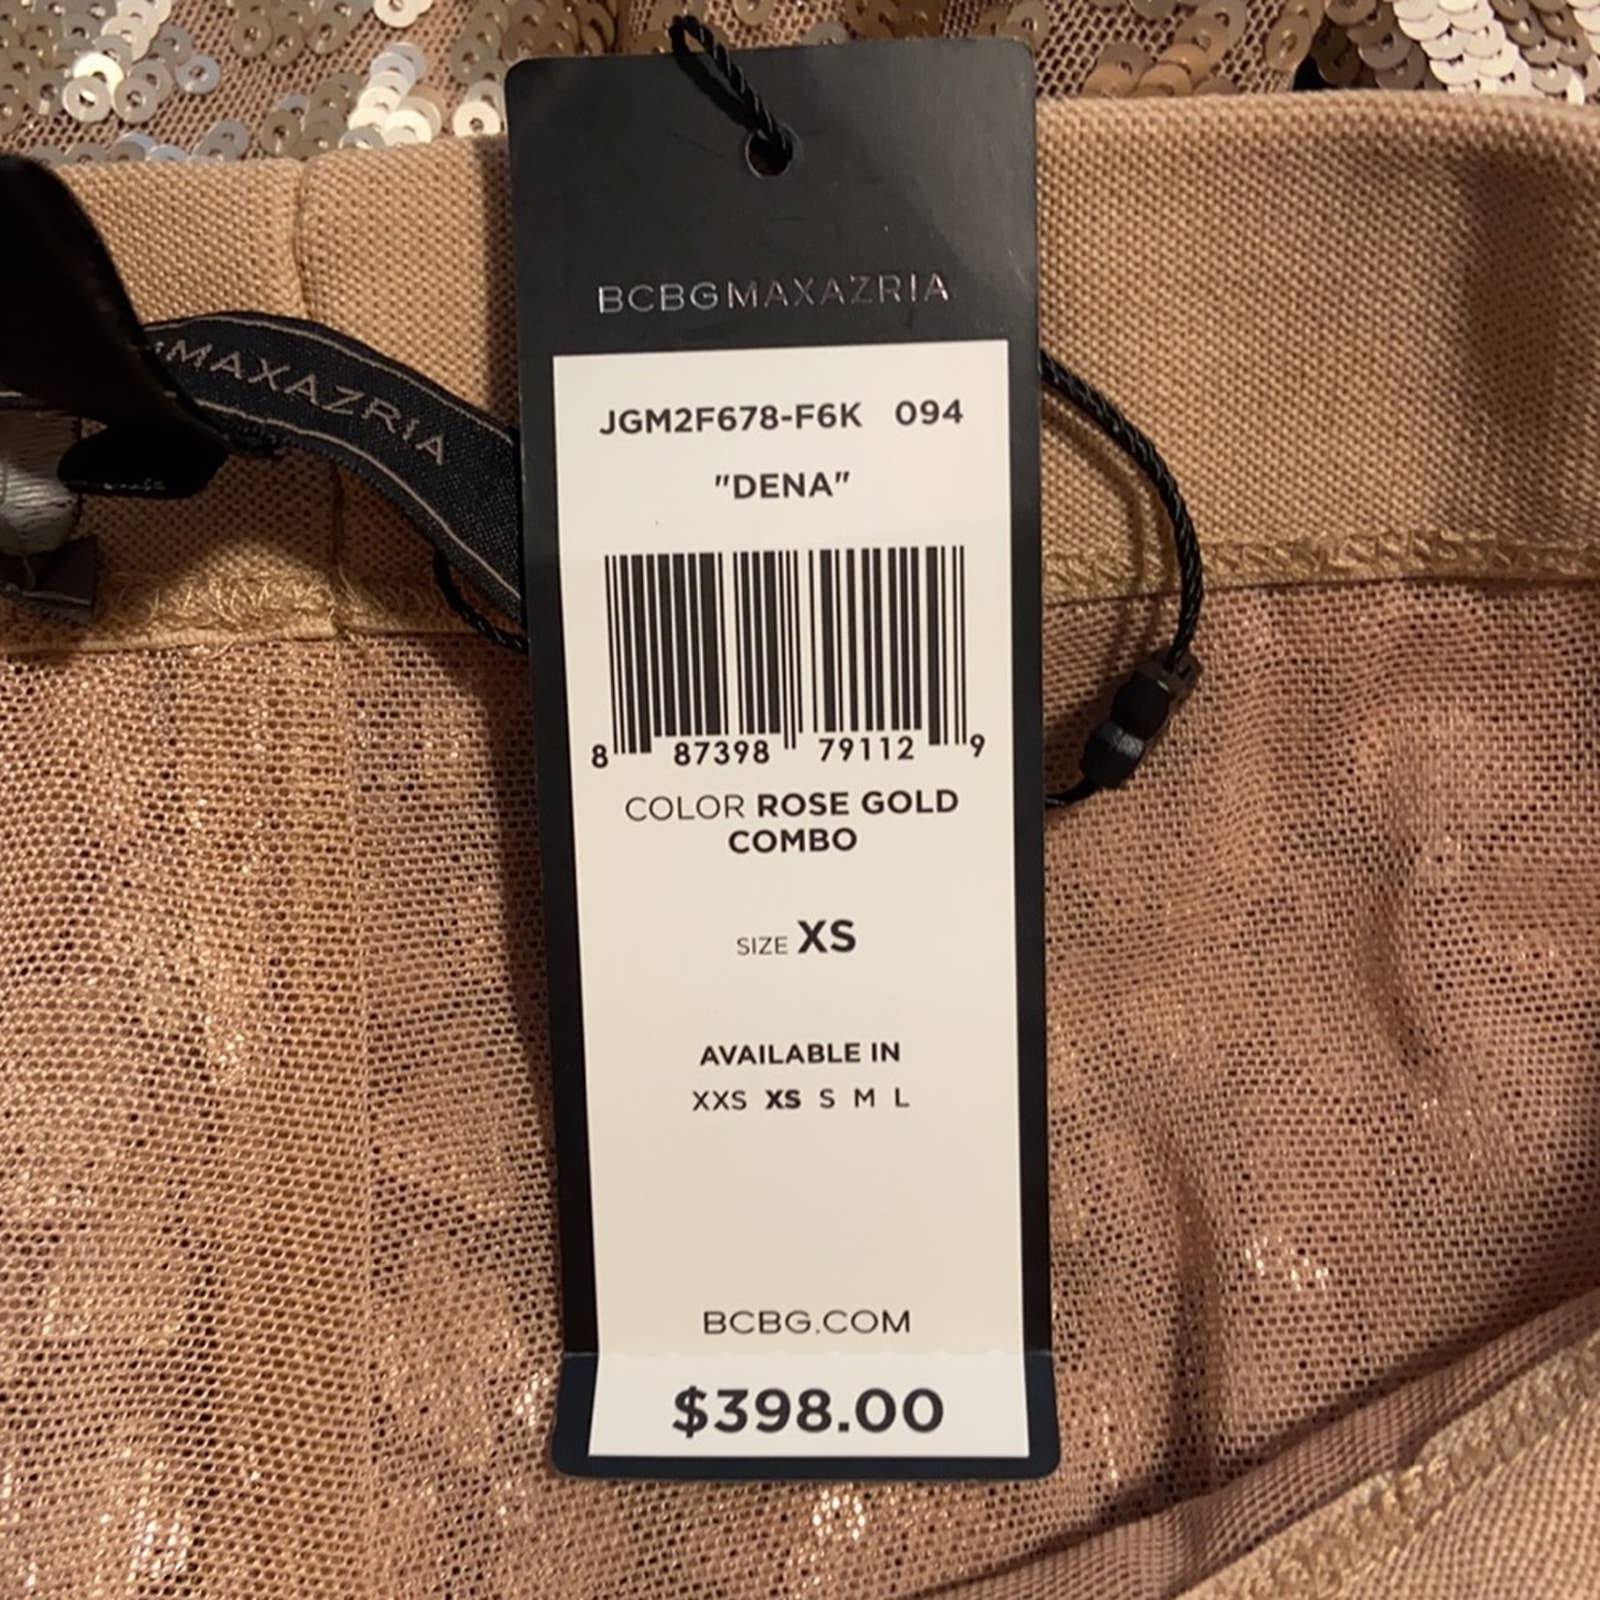 BCBGMAXAZRIA
MAXAZRIA
JGM2F678-F6K 094
"DENA"
8 87398 79112 9
COLOR ROSE GOLD
COMBO
SIZE XS
AVAILABLE IN
XXS XS S M L
BCBG.COM
$398.00